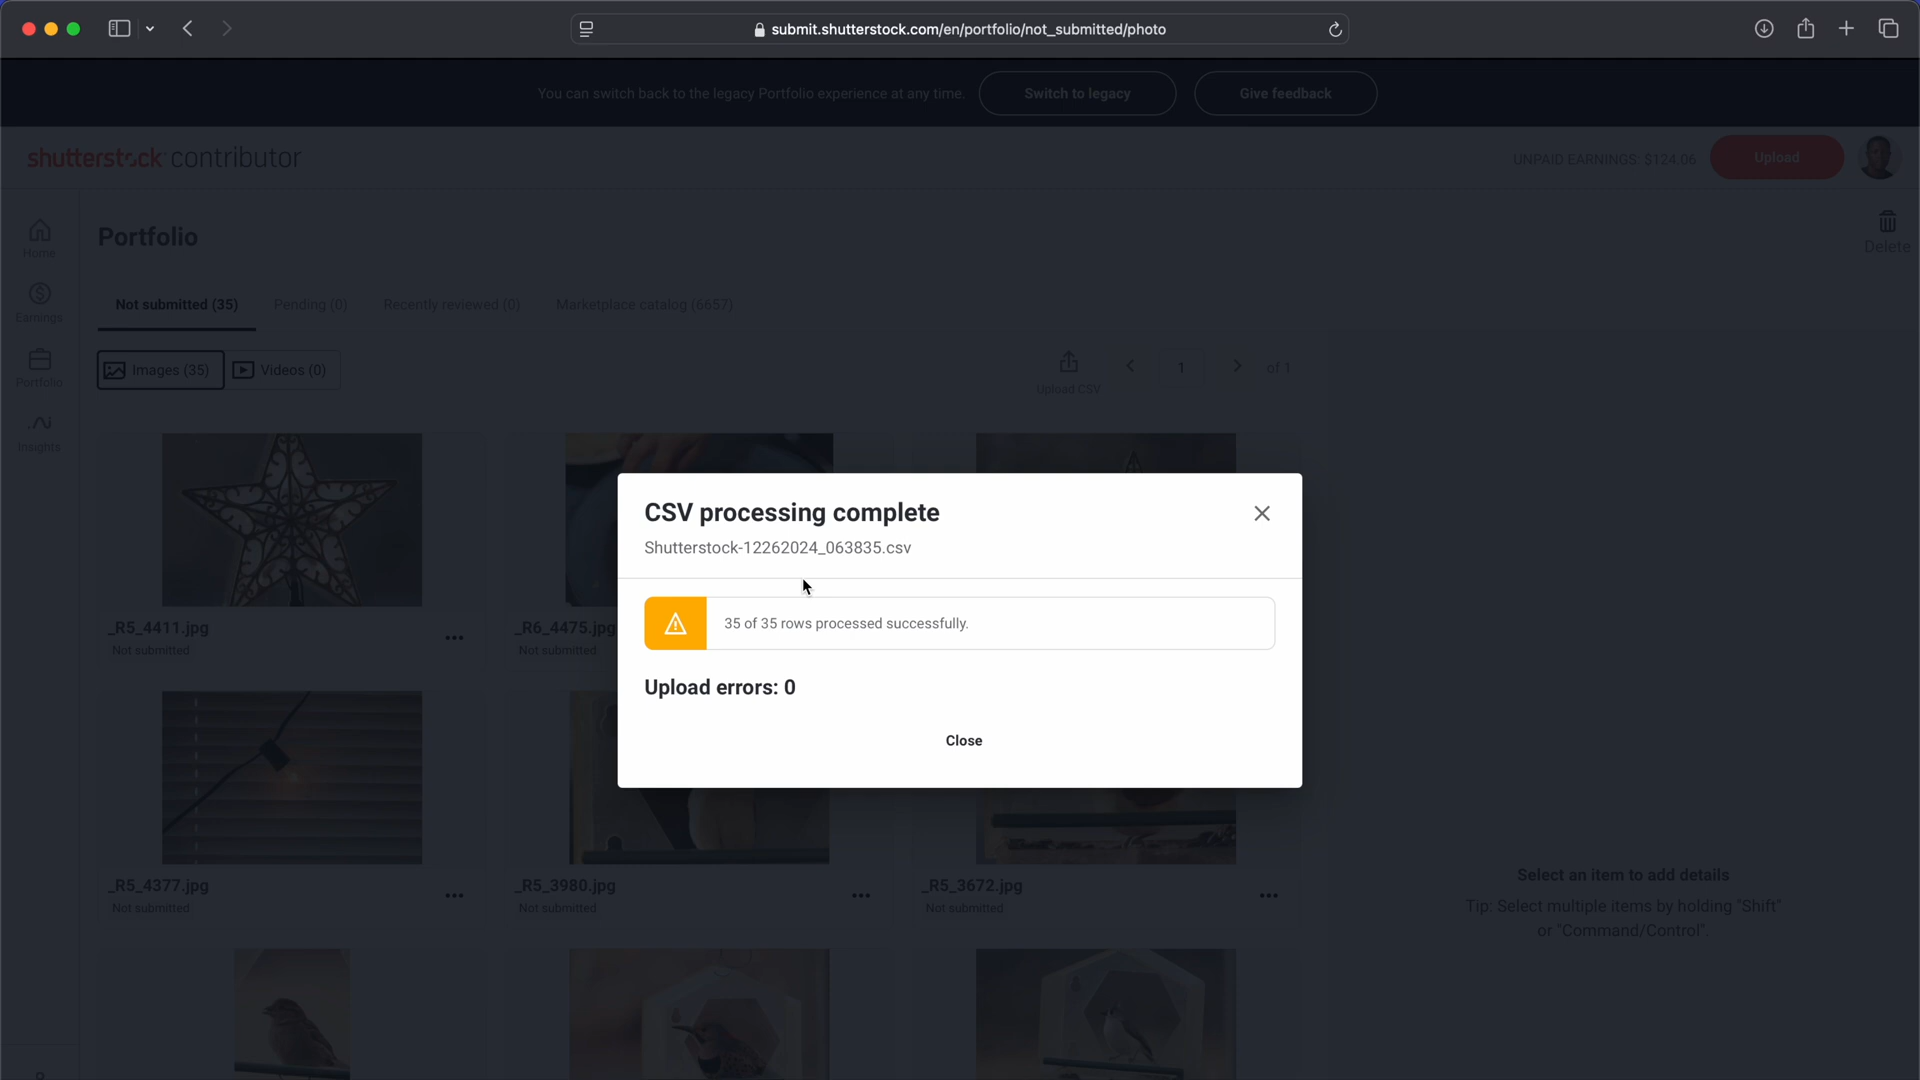 submit.shutterstock.com/en/portfolio/not_submitted/photo
You can switch back to the legacy Portfolio experience at any time.
Switch to legacy
Give feedback
shutterstock contributor
UNPAID EARNINGS: $124.06
Upload
Home
Earnings
Portfolio
Insights
Portfolio
Delete
Not submitted (35)
Pending (0)
Recently reviewed (0)
Marketplace catalog (6657)
Images (35)
Videos (0)
Upload CSV
1
of 1
CSV processing complete
Shutterstock-12262024_063835.csv
35 of 35 rows processed successfully.
Upload errors: 0
Close
_R5_4411.jpg
Not submitted
_R6_4475.jpg
Not submitted
_R5_4377.jpg
Not submitted
_R5_3980.jpg
Not submitted
_R5_3672.jpg
Not submitted
Select an item to add details
Tip: Select multiple items by holding "Shift"
or "Command/Control".